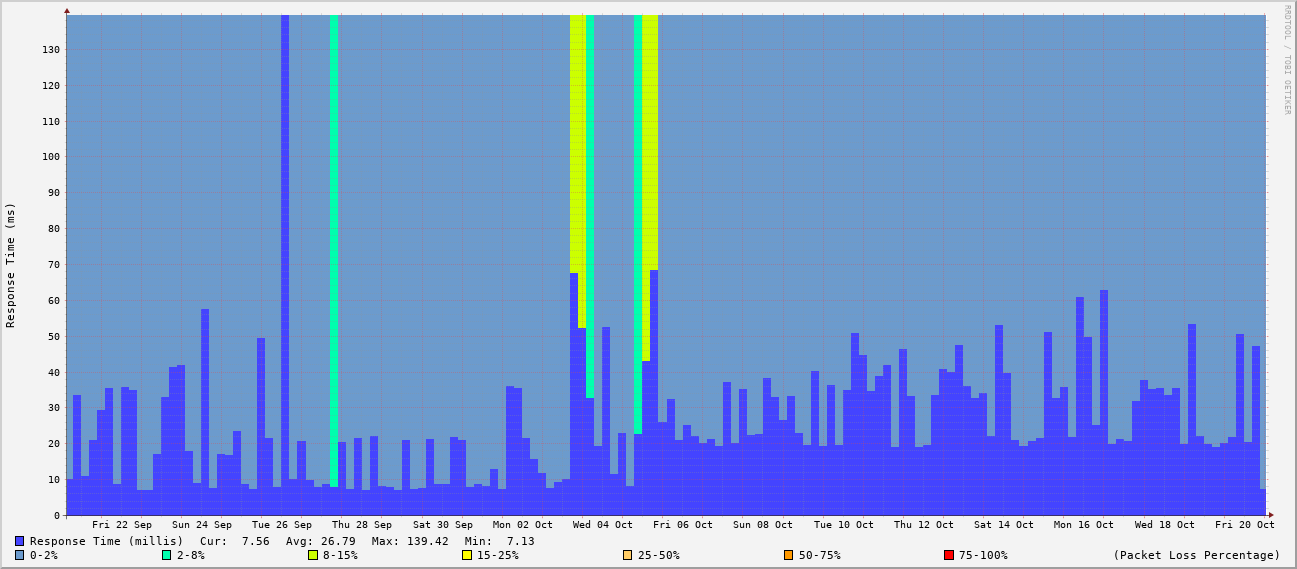 RRDTOOL / TOBI OETIKER
Response Time (ms)
130
120
110
100
90
80
70
60
50
40
30
20
10
0
Fri 22 Sep Sun 24 Sep Tue 26 Sep Thu 28 Sep Sat 30 Sep Mon 02 Oct Wed 04 Oct Fri 06 Oct Sun 08 Oct Tue 10 Oct Thu 12 Oct Sat 14 Oct Mon 16 Oct Wed 18 Oct Fri 20 Oct
Response Time (millis) Cur: 7.56 Avg: 26.79 Max: 139.42 Min: 7.13
0-2% 2-8% 8-15% 15-25% 25-50% 50-75% 75-100% (Packet Loss Percentage)